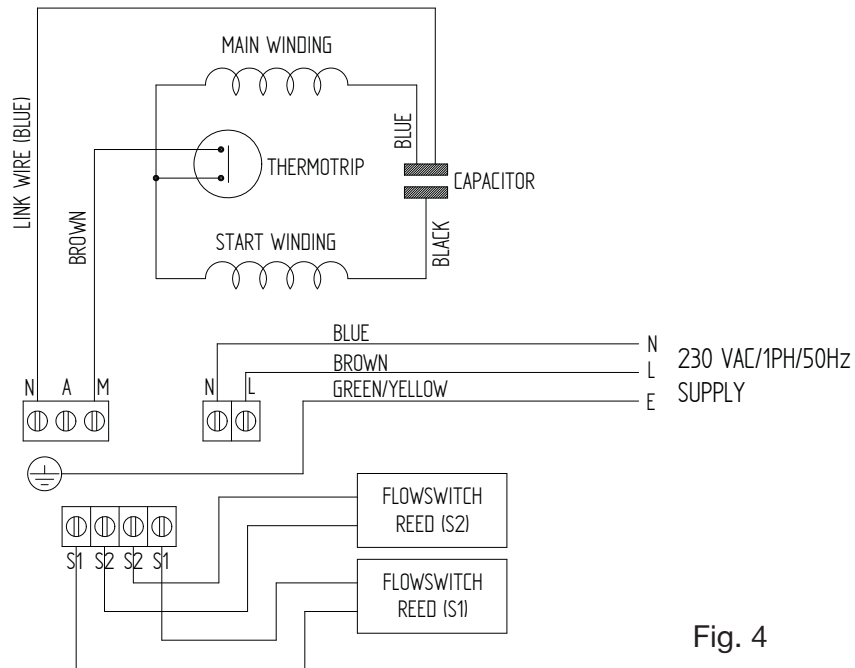 MAIN WINDING
LINK WIRE (BLUE)
BLUE
THERMOTRIP
CAPACITOR
BROWN
START WINDING
BLACK
BLUE
N
230 VAC/1PH/50Hz
BROWN
L
SUPPLY
N A M
N L
GREEN/YELLOW
E
FLOWSWITCH
REED (S2)
S1 S2 S2 S1
FLOWSWITCH
REED (S1)
Fig. 4